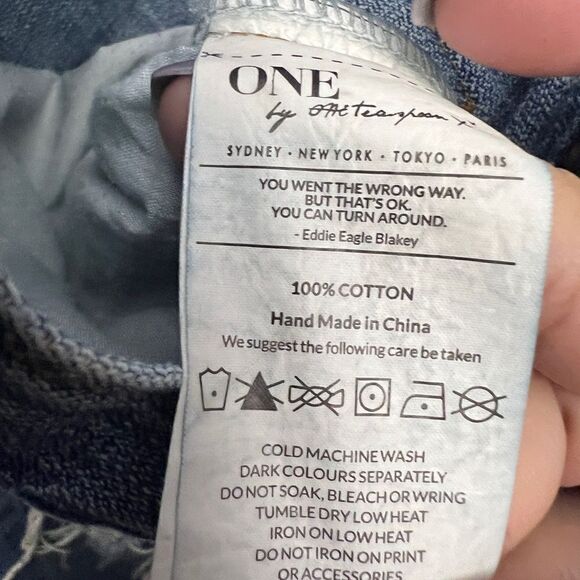 ONE
by oneteaspoon x
SYDNEY • NEW YORK • TOKYO • PARIS
YOU WENT THE WRONG WAY.
BUT THAT'S OK.
YOU CAN TURN AROUND.
- Eddie Eagle Blakey
100% COTTON
Hand Made in China
We suggest the following care be taken
COLD MACHINE WASH
DARK COLOURS SEPARATELY
DO NOT SOAK, BLEACH OR WRING
TUMBLE DRY LOW HEAT
IRON ON LOW HEAT
DO NOT IRON ON PRINT
OR ACCESSORIES